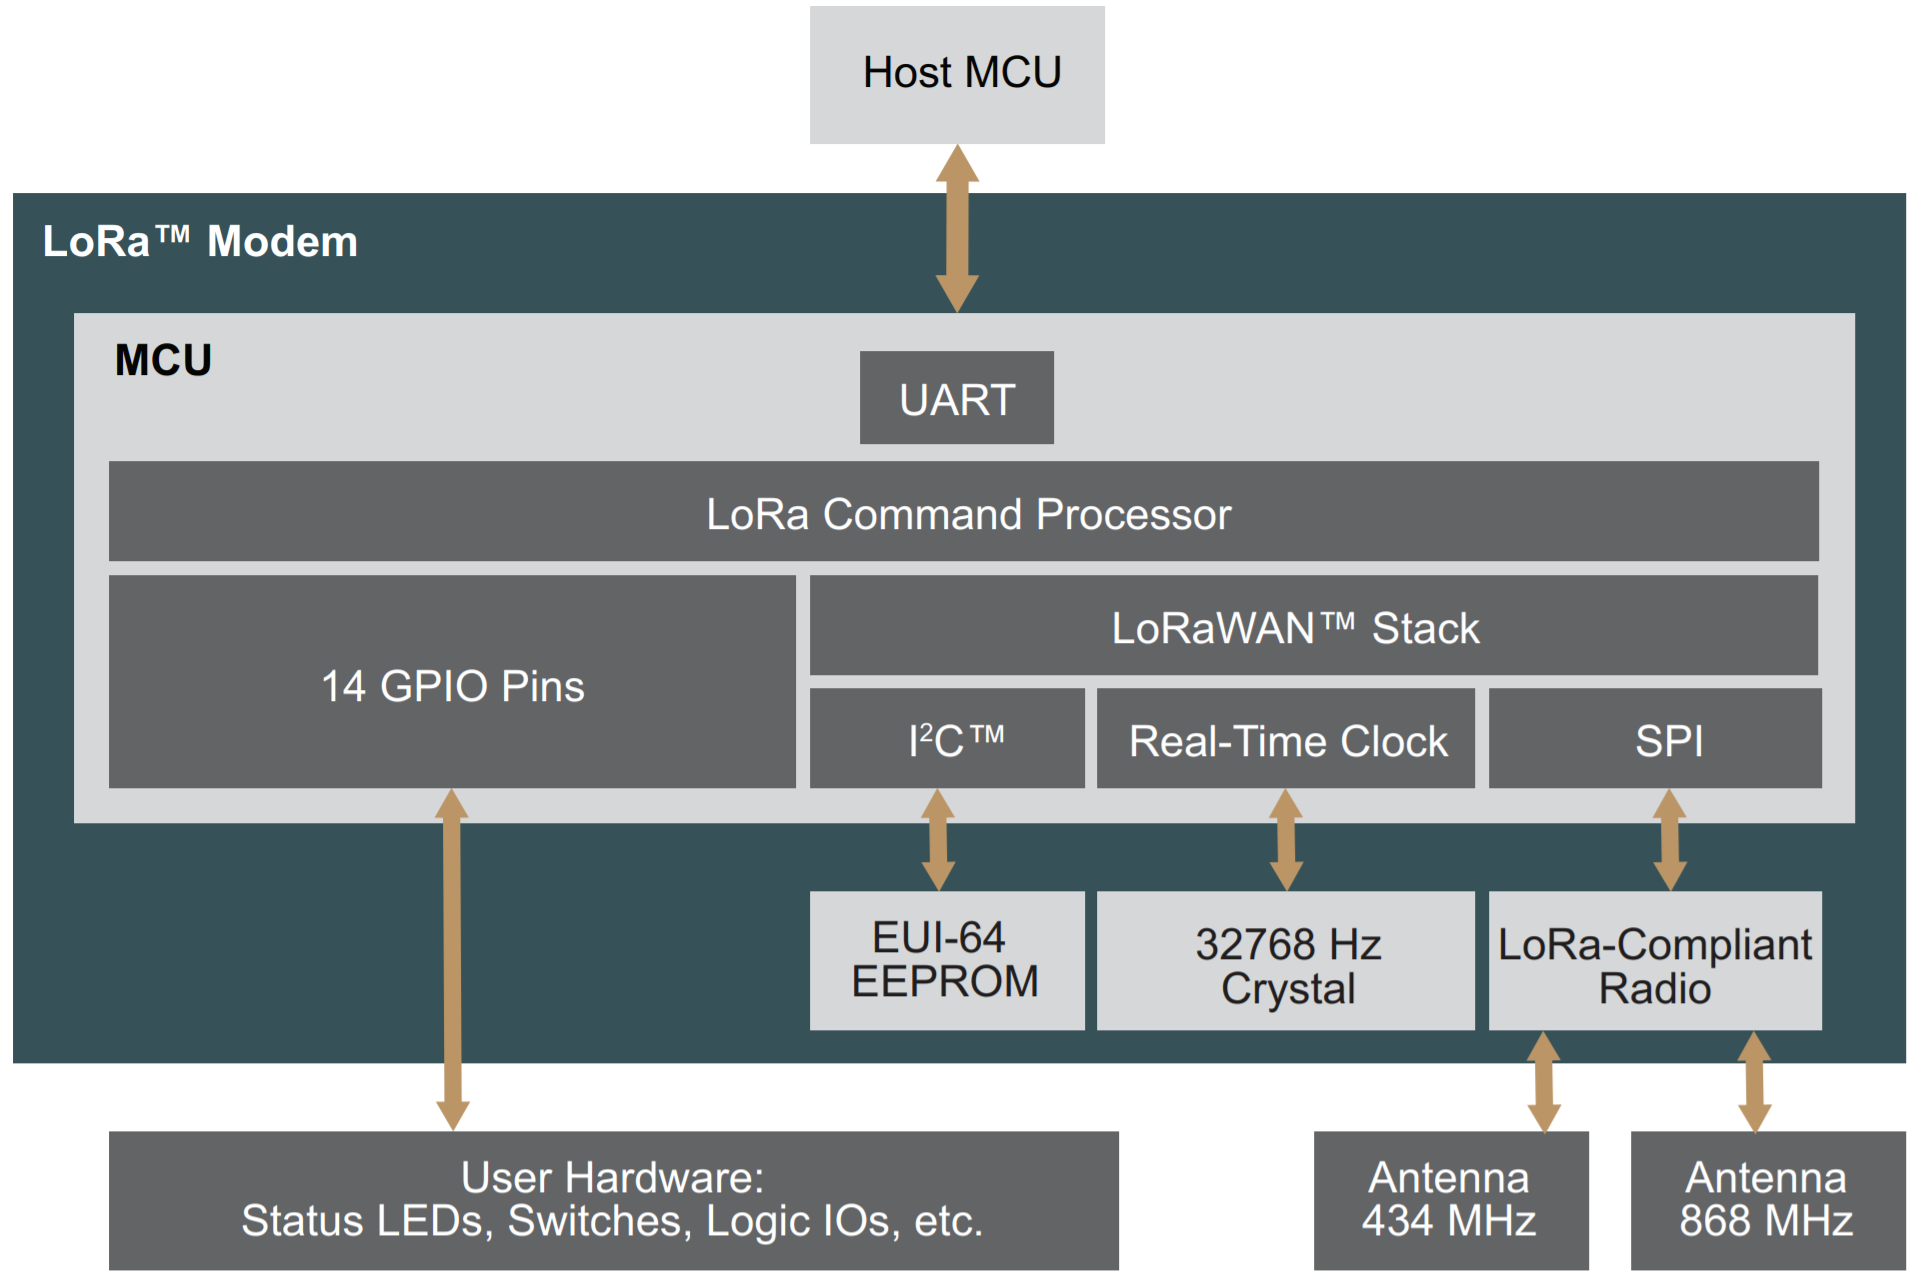 Host MCU
LoRa™ Modem
MCU
UART
LoRa Command Processor
14 GPIO Pins
LoRaWAN™ Stack
I²C™
Real-Time Clock
SPI
EUI-64
EEPROM
32768 Hz
Crystal
LoRa-Compliant
Radio
User Hardware:
Status LEDs, Switches, Logic IOs, etc.
Antenna
434 MHz
Antenna
868 MHz